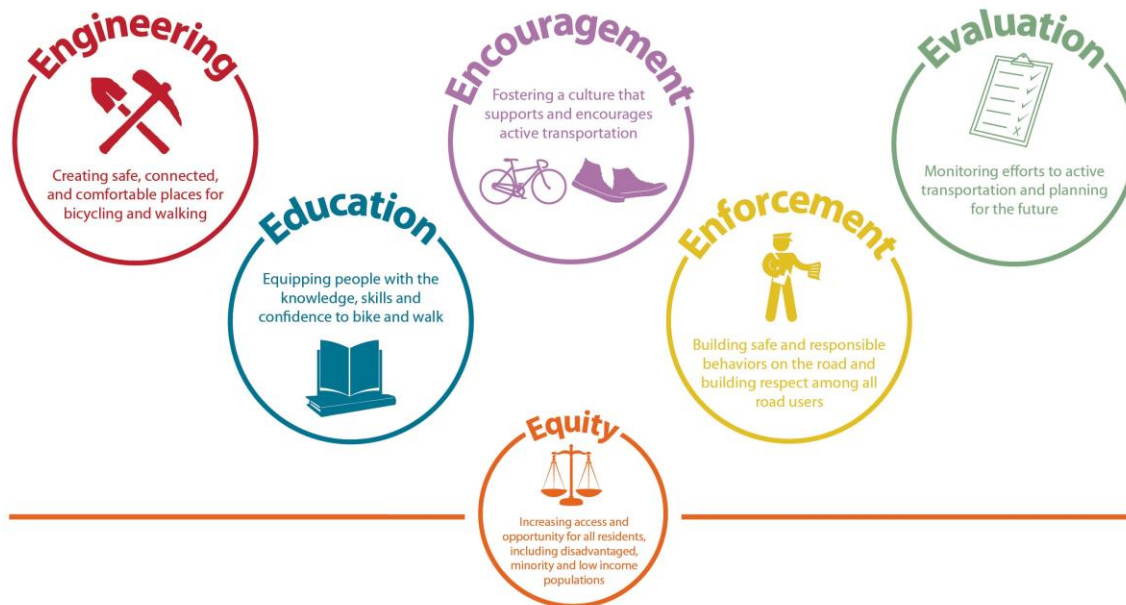 Engineering
Creating safe, connected,
and comfortable places for
bicycling and walking
Education
Equipping people with the
knowledge, skills and
confidence to bike and walk
Encouragement
Fostering a culture that
supports and encourages
active transportation
Enforcement
Building safe and responsible
behaviors on the road and
building respect among all
road users
Evaluation
Monitoring efforts to active
transportation and planning
for the future
Equity
Increasing access and
opportunity for all residents,
including disadvantaged,
minority and low income
populations